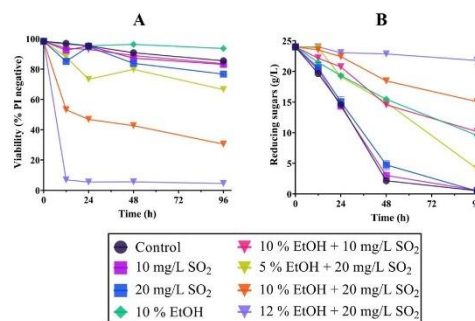 A
B
Viability (% PI negative)
100
80
60
40
20
0
0
24
48
72
96
Time (h)
Reducing sugars (g/L)
25
20
15
10
5
0
0
24
48
72
96
Time (h)
Control
10 mg/L SO₂
20 mg/L SO₂
10 % EtOH
10 % EtOH + 10 mg/L SO₂
5 % EtOH + 20 mg/L SO₂
10 % EtOH + 20 mg/L SO₂
12 % EtOH + 20 mg/L SO₂